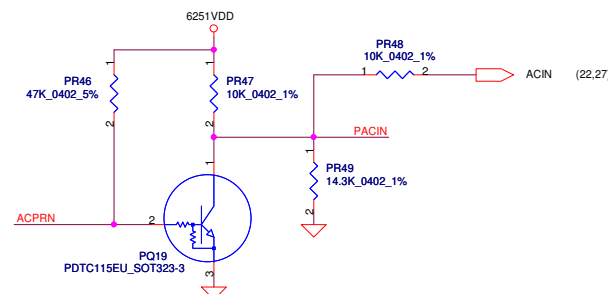 6251VDD
PR48
10K_0402_1%
1
2
ACIN
(22,27)
1
PR46
47K_0402_5%
2
1
PR47
10K_0402_1%
2
PACIN
1
PR49
14.3K_0402_1%
2
1
ACPRN
2
PQ19
PDTC115EU_SOT323-3
3